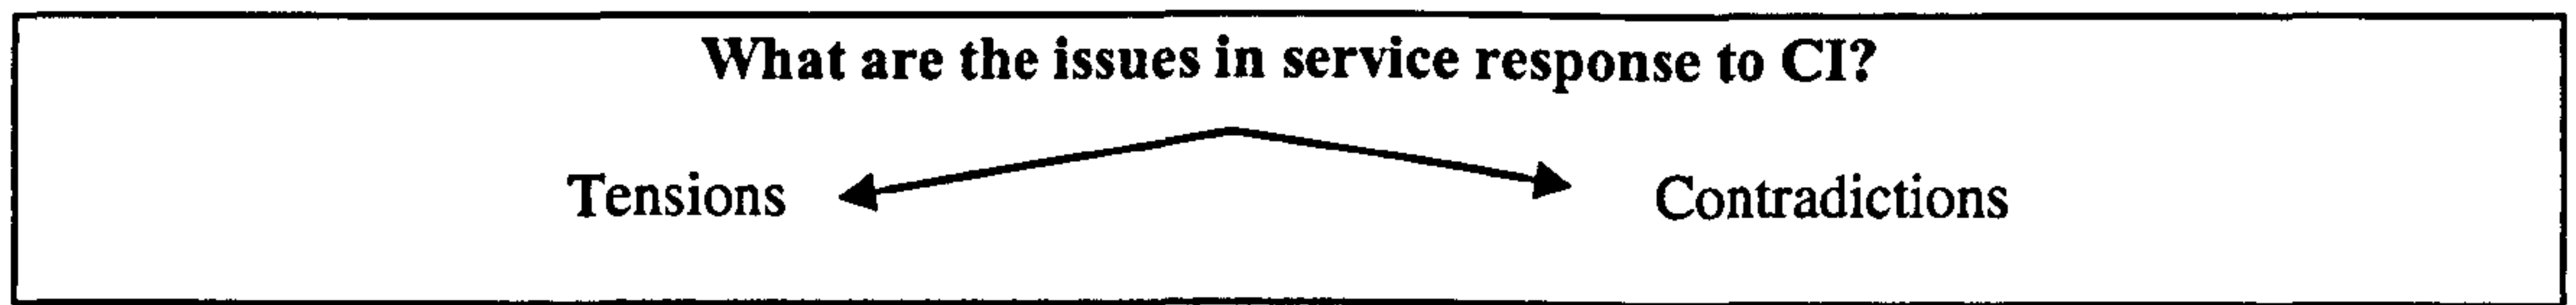 What are the issues in service response to CI?
Tensions Contradictions